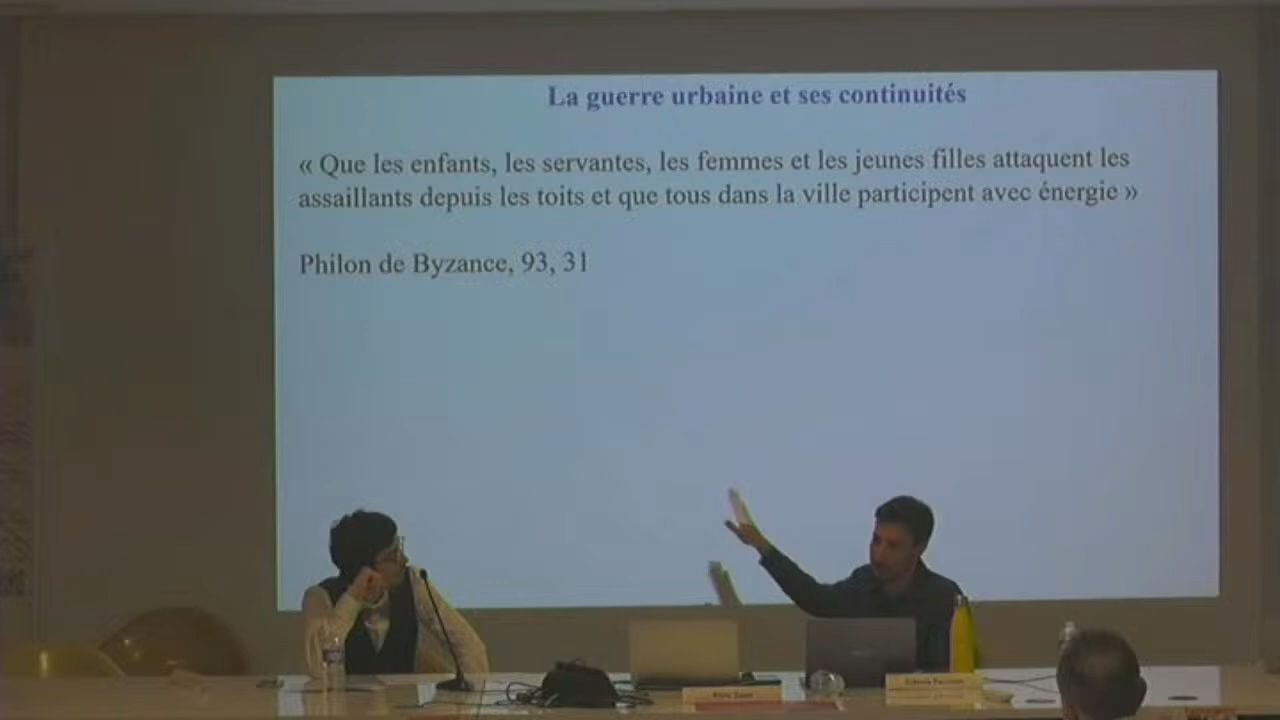 La guerre urbaine et ses continuités
« Que les enfants, les servantes, les femmes et les jeunes filles attaquent les
assaillants depuis les toits et que tous dans la ville participent avec énergie »
Philon de Byzance, 93, 31